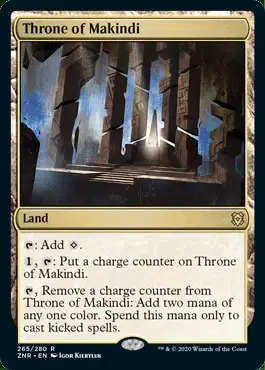 Throne of Makindi
Land
: Add .
1, : Put a charge counter on Throne
of Makindi.
, Remove a charge counter from
Throne of Makindi: Add two mana of
any one color. Spend this mana only to
cast kicked spells.
265/280 R
ZNR • EN IGOR KIERYLUK
™ & © 2020 Wizards of the Coast